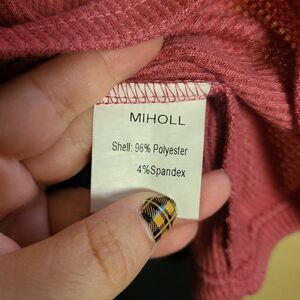 MIHOLL
Shell: 96% Polyester
4%Spandex